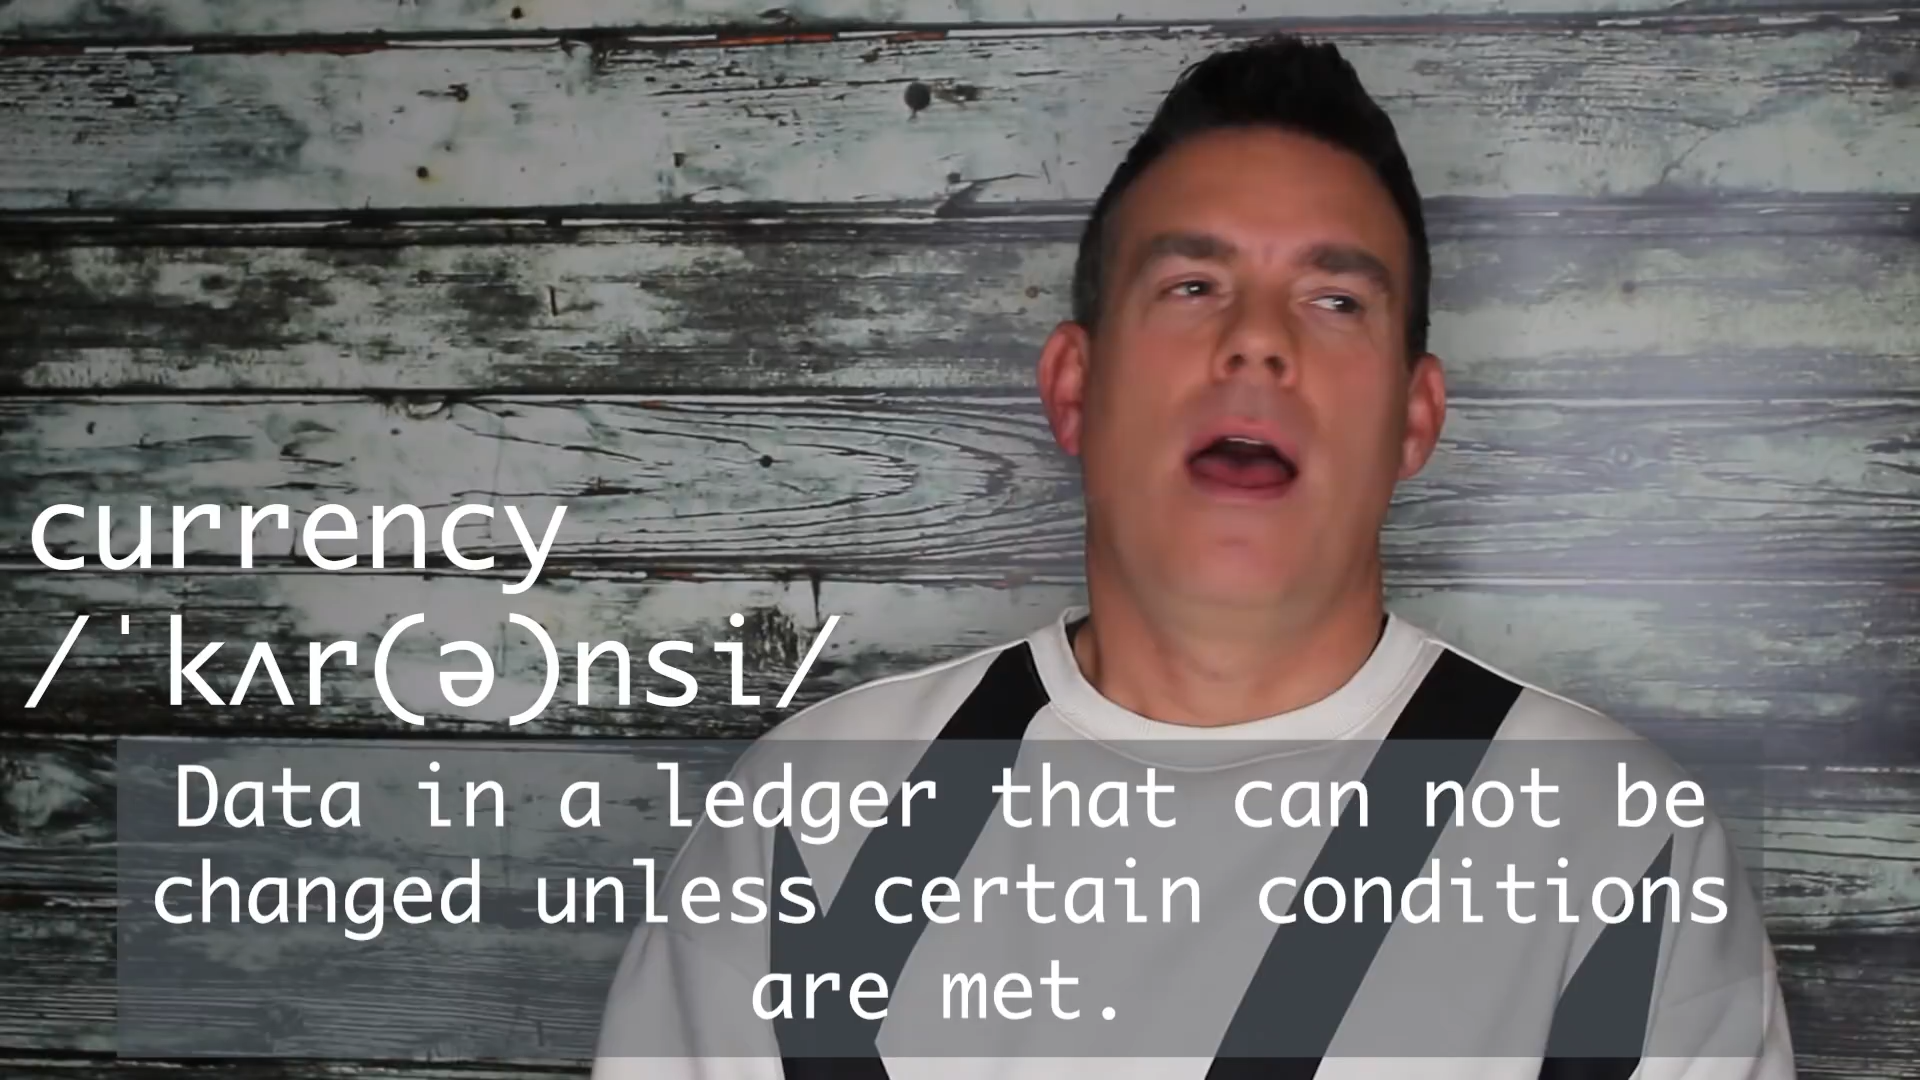 currency
/ˈkʌr(ə)nsi/
Data in a ledger that can not be
changed unless certain conditions
are met.